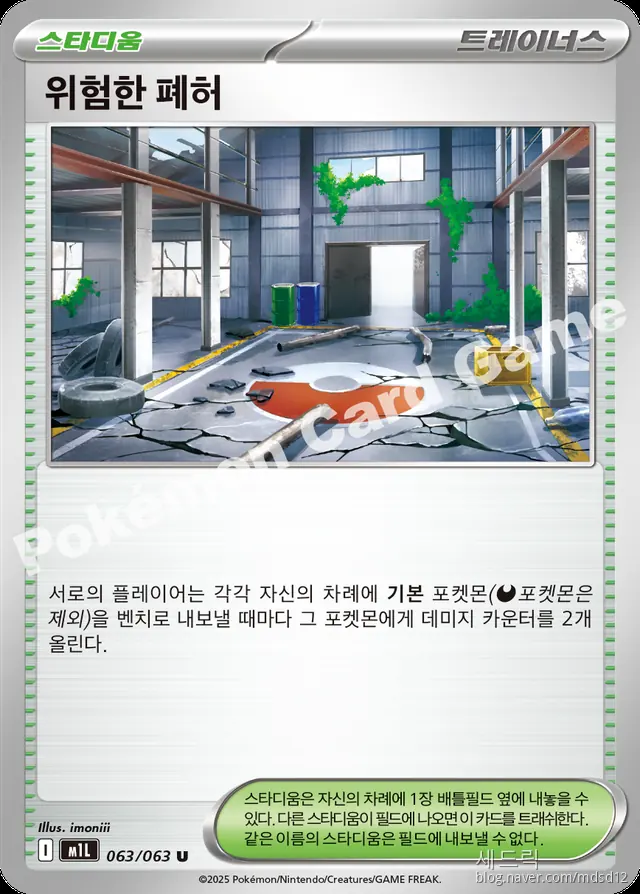 스타디움
트레이너스
위험한 폐허
Pokémon Card Game
서로의 플레이어는 각각 자신의 차례에 기본 포켓몬(포켓몬은
제외)을 벤치로 내보낼 때마다 그 포켓몬에게 데미지 카운터를 2개
올린다.
스타디움은 자신의 차례에 1장 배틀필드 옆에 내놓을 수
있다. 다른 스타디움이 필드에 나오면 이 카드를 트래쉬한다.
같은 이름의 스타디움은 필드에 내보낼 수 없다.
Illus. imoniii
I M1L 063/063 U
©2025 Pokémon/Nintendo/Creatures/GAME FREAK.
세드릭
blog.naver.com/mdsd12